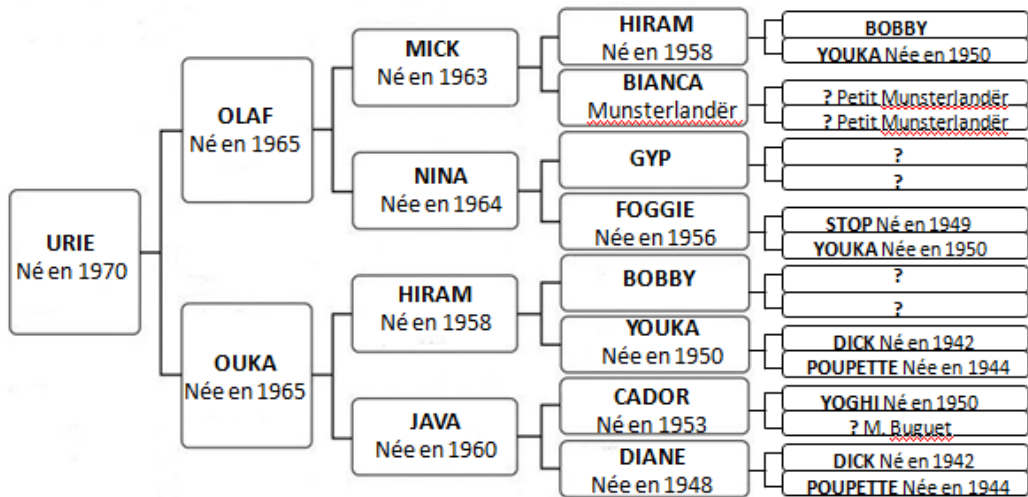 URIE
Né en 1970
OLAF
Né en 1965
OUKA
Née en 1965
MICK
Né en 1963
NINA
Née en 1964
HIRAM
Né en 1958
JAVA
Née en 1960
HIRAM
Né en 1958
BIANCA
Munsterlandër
GYP
FOGGIE
Née en 1956
BOBBY
YOUKA
Née en 1950
CADOR
Né en 1953
DIANE
Née en 1948
BOBBY
YOUKA Née en 1950
? Petit Munsterlandër
? Petit Munsterlandër
?
?
STOP Né en 1949
YOUKA Née en 1950
?
?
DICK Né en 1942
POUPETTE Née en 1944
YOGHI Né en 1950
? M. Buguet
DICK Né en 1942
POUPETTE Née en 1944